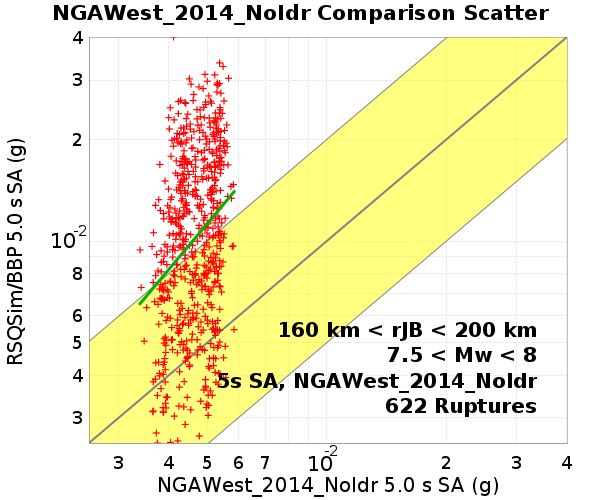 NGAWest_2014_NoIdr Comparison Scatter
RSQSim/BBP 5.0 s SA (g)
4
3
2
10-2
8
6
5
4
3
160 km < rJB < 200 km
7.5 < Mw < 8
5s SA, NGAWest_2014_NoIdr
622 Ruptures
3 4 5 6 7 10-2 2 3 4
NGAWest_2014_NoIdr 5.0 s SA (g)